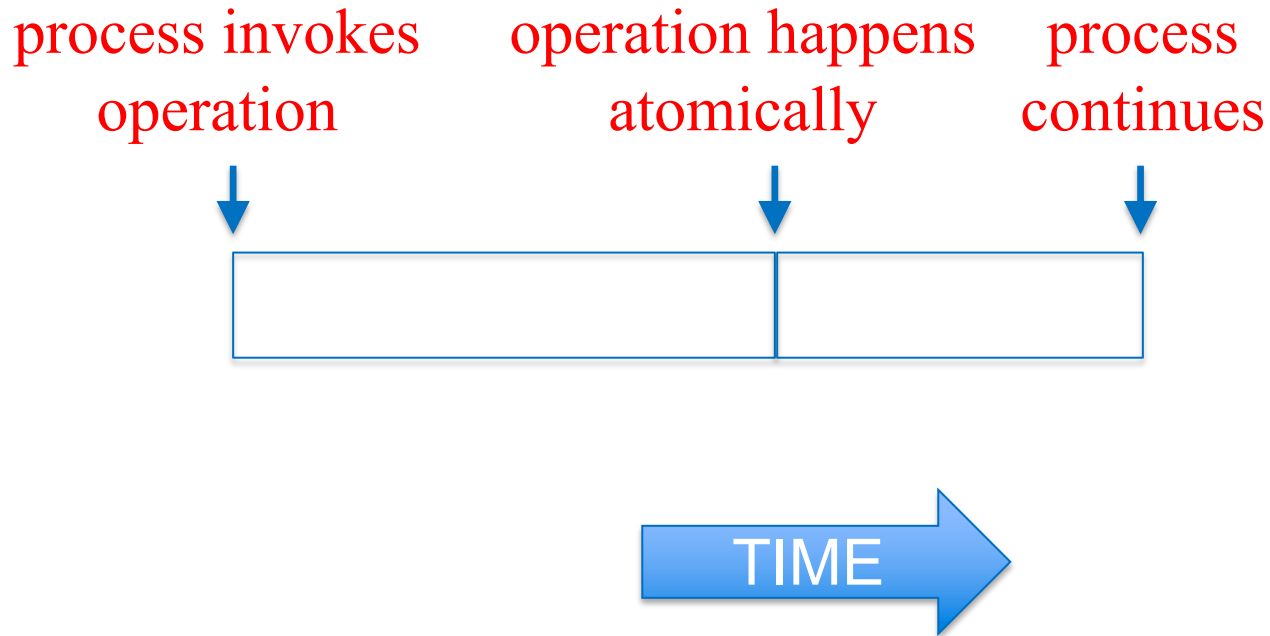 process invokes
operation
operation happens
atomically
process
continues
TIME